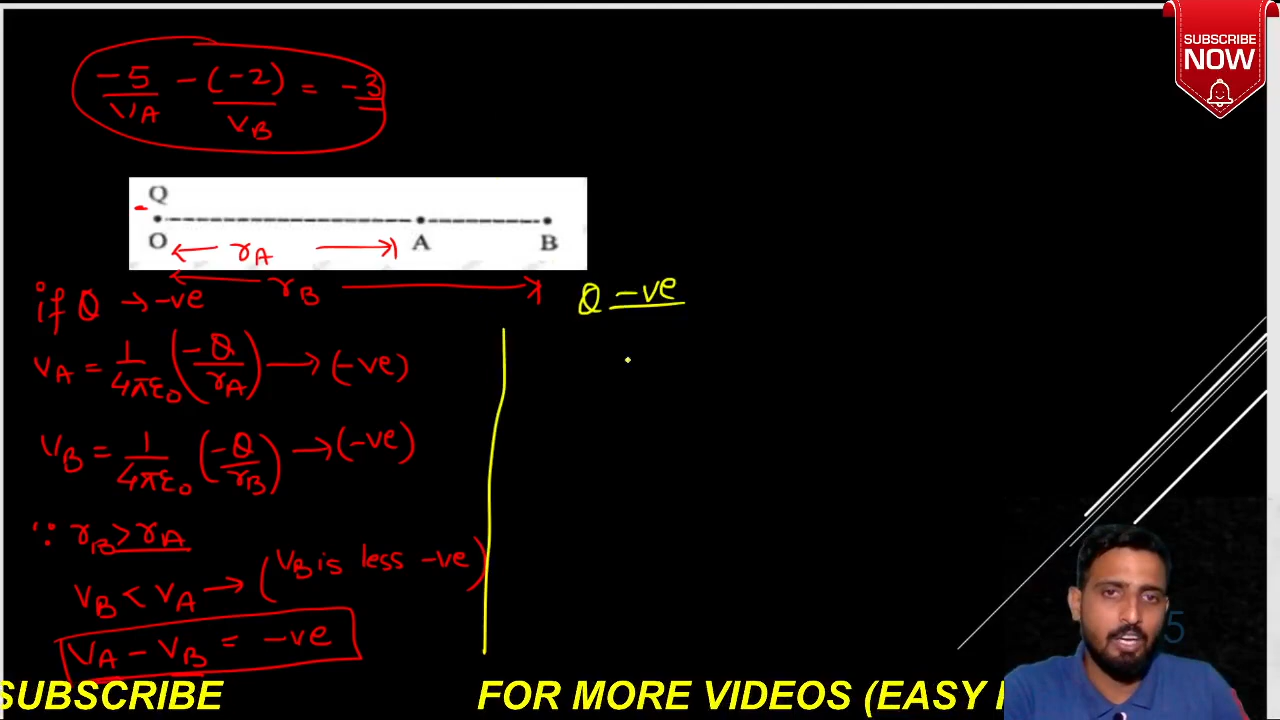 SUBSCRIBE
NOW
-5/VA - (-2)/VB = -3
- Q
O A B
rA
rB
if Q → -ve
VA = 1/4πε0 (-Q/rA) → (-ve)
VB = 1/4πε0 (-Q/rB) → (-ve)
∵ rB > rA
VB < VA → (VB is less -ve)
VA - VB = -ve
Q -ve
5
SUBSCRIBE FOR MORE VIDEOS (EASY